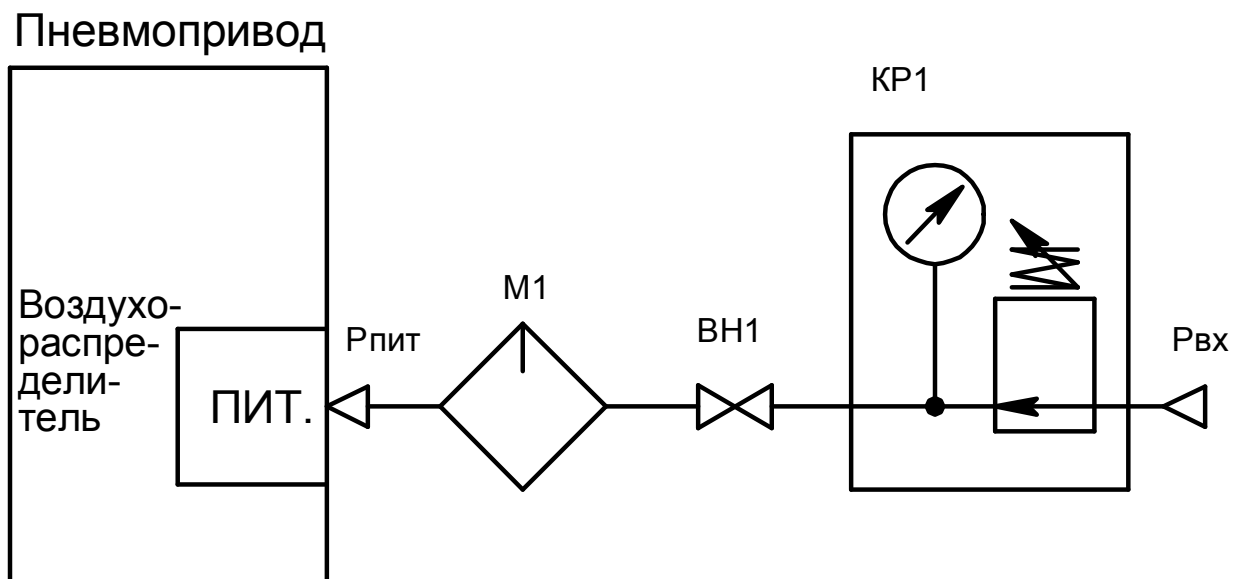 Пневмопривод
КР1
М1
ВН1
Рпит
Рвх
Воздухо-
распре-
дели-
тель
ПИТ.